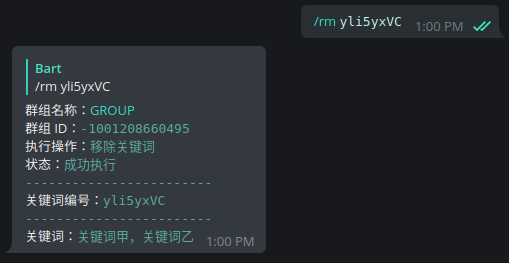 /rm yli5yxVC 1:00 PM
Bart
/rm yli5yxVC
群组名称：GROUP
群组 ID：-1001208660495
执行操作：移除关键词
状态：成功执行
------------------------
关键词编号：yli5yxVC
------------------------
关键词：关键词甲，关键词乙 1:00 PM